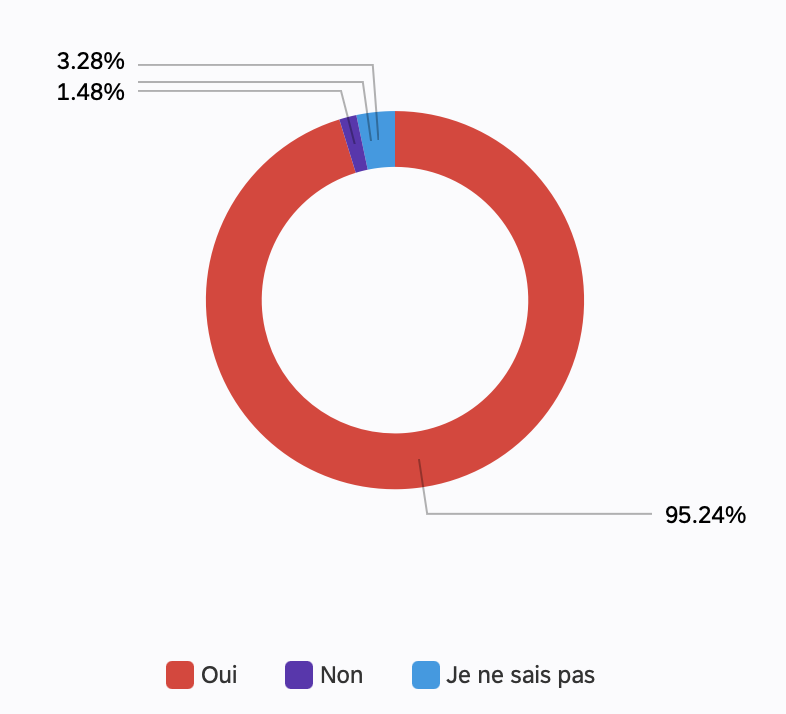 3.28%
1.48%
95.24%
Oui Non Je ne sais pas